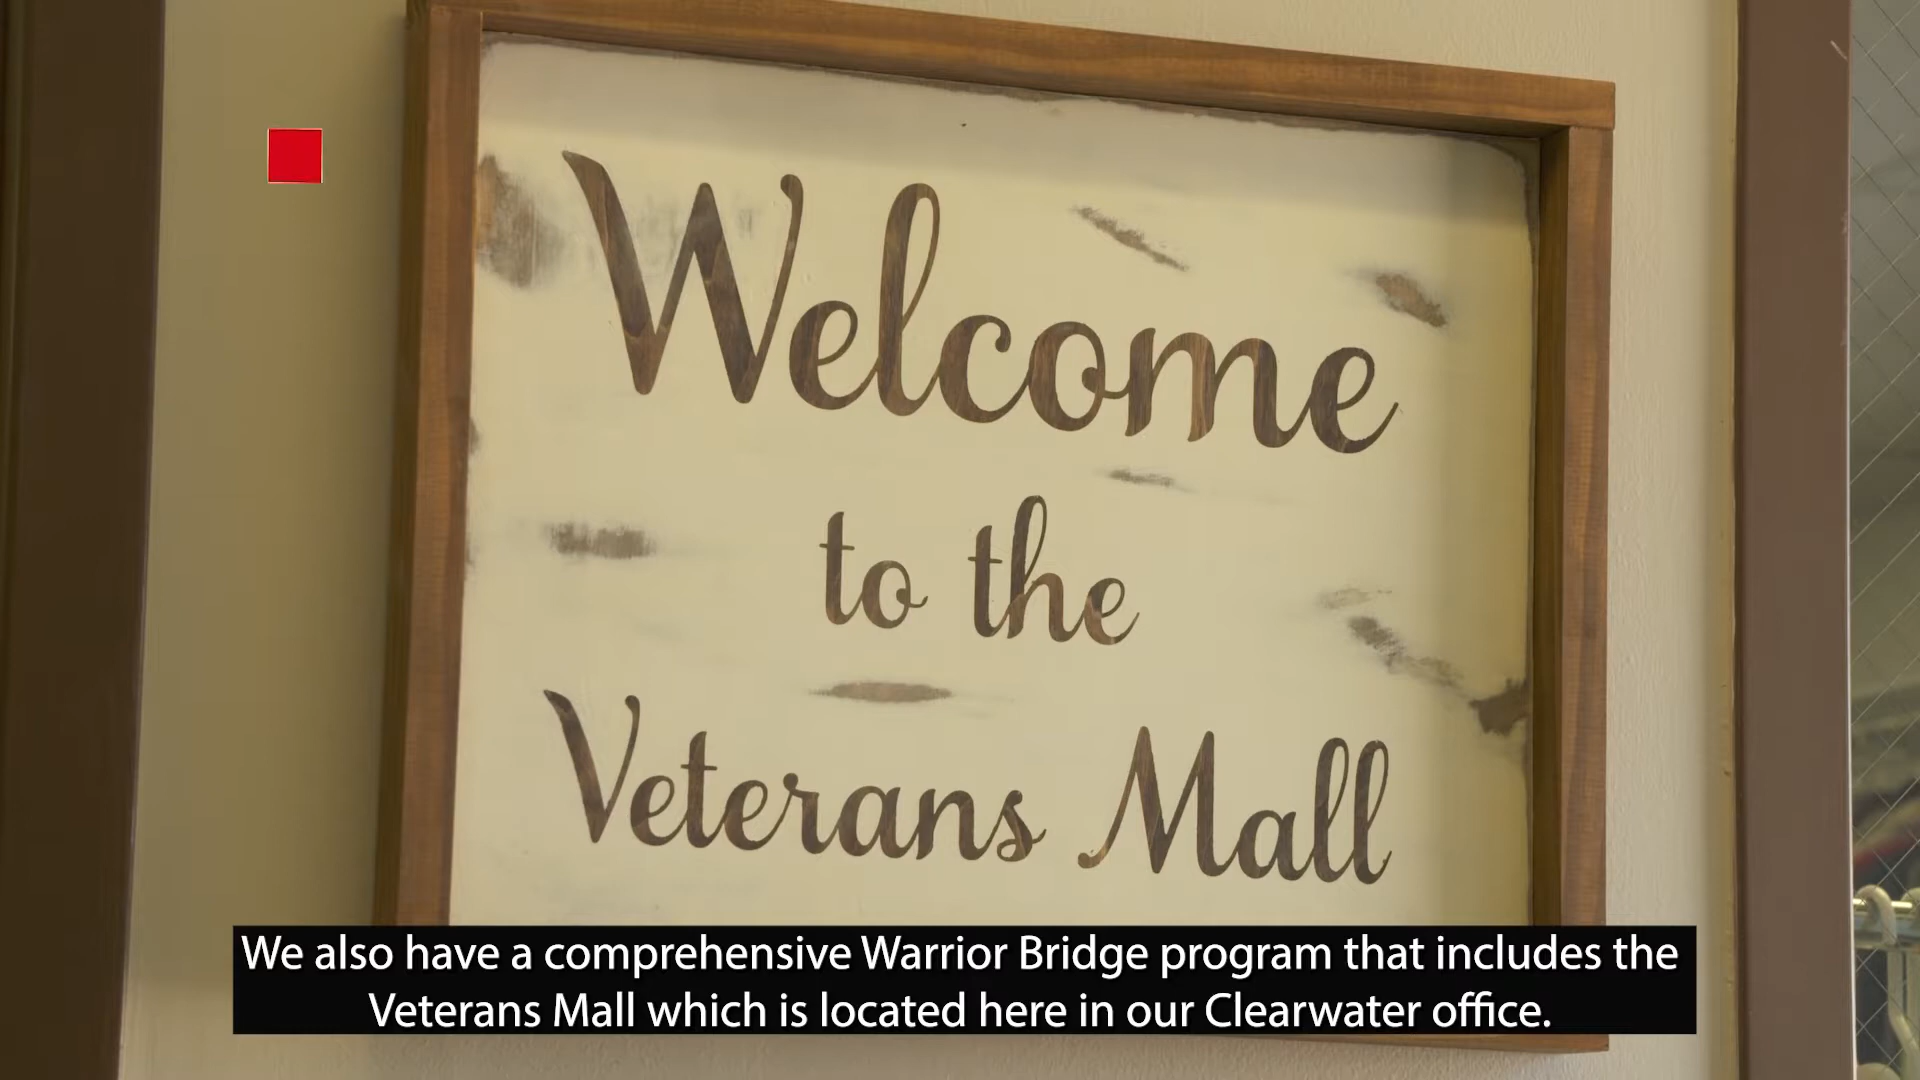 Welcome
to the
Veterans Mall
We also have a comprehensive Warrior Bridge program that includes the
Veterans Mall which is located here in our Clearwater office.